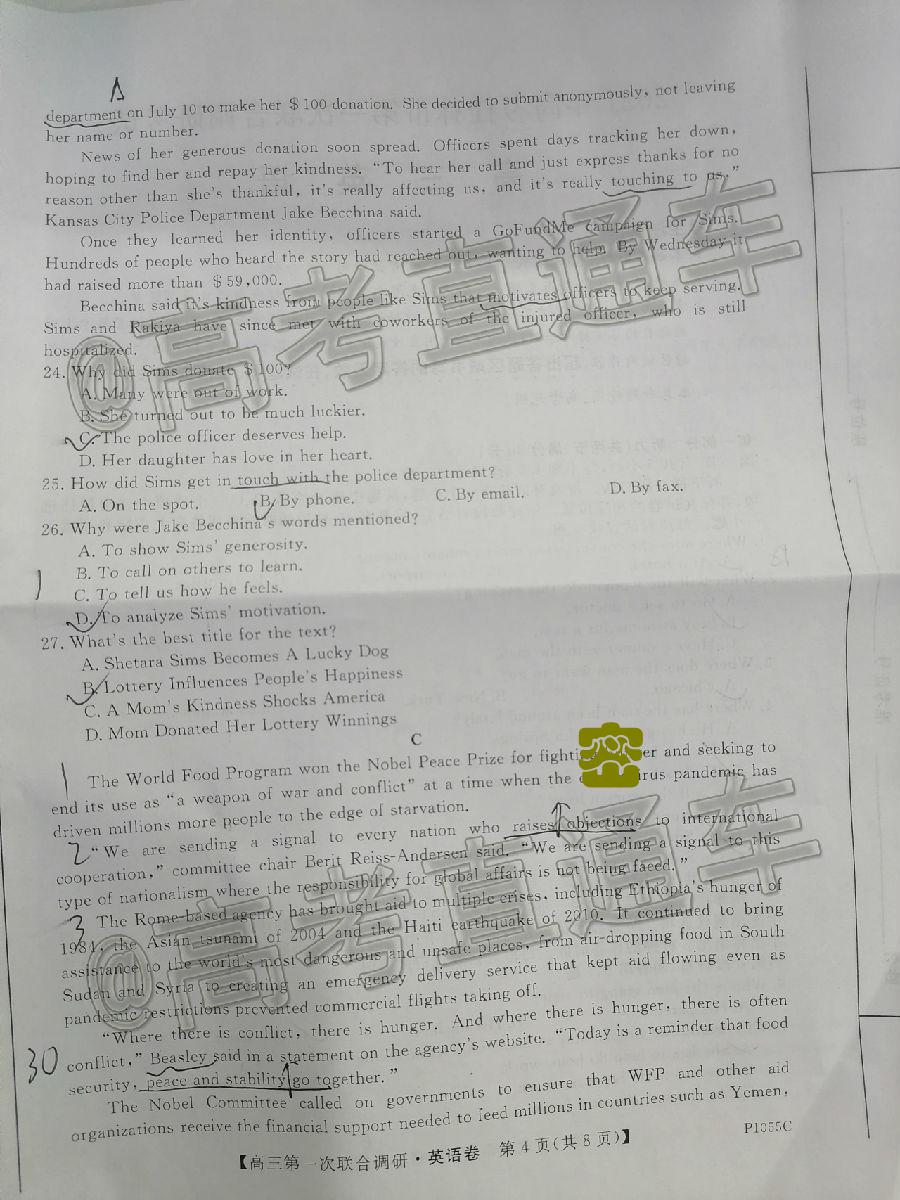 A
department on July 10 to make her $ 100 donation. She decided to submit anonymously, not leaving
her name or number.
News of her generous donation soon spread. Officers spent days tracking her down,
hoping to find her and repay her kindness. "To hear her call and just express thanks for no
reason other than she's thankful, it's really affecting us, and it's really touching to us,"
Kansas City Police Department Jake Becchina said.
Once they learned her identity, officers started a GoFundMe campaign for Sims.
Hundreds of people who heard the story had reached out, wanting to help. By Wednesday it
had raised more than $ 59,000.
Becchina said it's kindness from people like Sims that motivates officers to keep serving.
Sims and Rakiya have since met with coworkers of the injured officer, who is still
hospitalized.
24. Why did Sims donate $ 100?
A. Many were out of work.
B. She turned out to be much luckier.
C. The police officer deserves help.
D. Her daughter has love in her heart.
25. How did Sims get in touch with the police department?
A. On the spot. B. By phone. C. By email. D. By fax.
26. Why were Jake Becchina's words mentioned?
A. To show Sims' generosity.
B. To call on others to learn.
C. To tell us how he feels.
D. To analyze Sims' motivation.
27. What's the best title for the text?
A. Shetara Sims Becomes A Lucky Dog
B. Lottery Influences People's Happiness
C. A Mom's Kindness Shocks America
D. Mom Donated Her Lottery Winnings
C
1 The World Food Program won the Nobel Peace Prize for fighting and seeking to
end its use as "a weapon of war and conflict" at a time when the pandemic has
driven millions more people to the edge of starvation.
2 "We are sending a signal to every nation who raises objections to international
cooperation," committee chair Berit Reiss-Andersen said. "We are sending a signal to this
type of nationalism where the responsibility for global affairs is not being faced."
3 The Rome-based agency has brought aid to multiple crises, including Ethiopia's hunger of
1984, the Asian tsunami of 2004 and the Haiti earthquake of 2010. It continued to bring
assistance to the world's most dangerous and unsafe places, from air-dropping food in South
Sudan and Syria to creating an emergency delivery service that kept aid flowing even as
pandemic restrictions prevented commercial flights taking off.
"Where there is conflict, there is hunger. And where there is hunger, there is often
30 conflict," Beasley said in a statement on the agency's website. "Today is a reminder that food
security, peace and stability go together."
The Nobel Committee called on governments to ensure that WFP and other aid
organizations receive the financial support needed to feed millions in countries such as Yemen,
【高三第一次联合调研·英语卷 第4页(共8页)】 P1055C
@高考直通车
@高考直通车